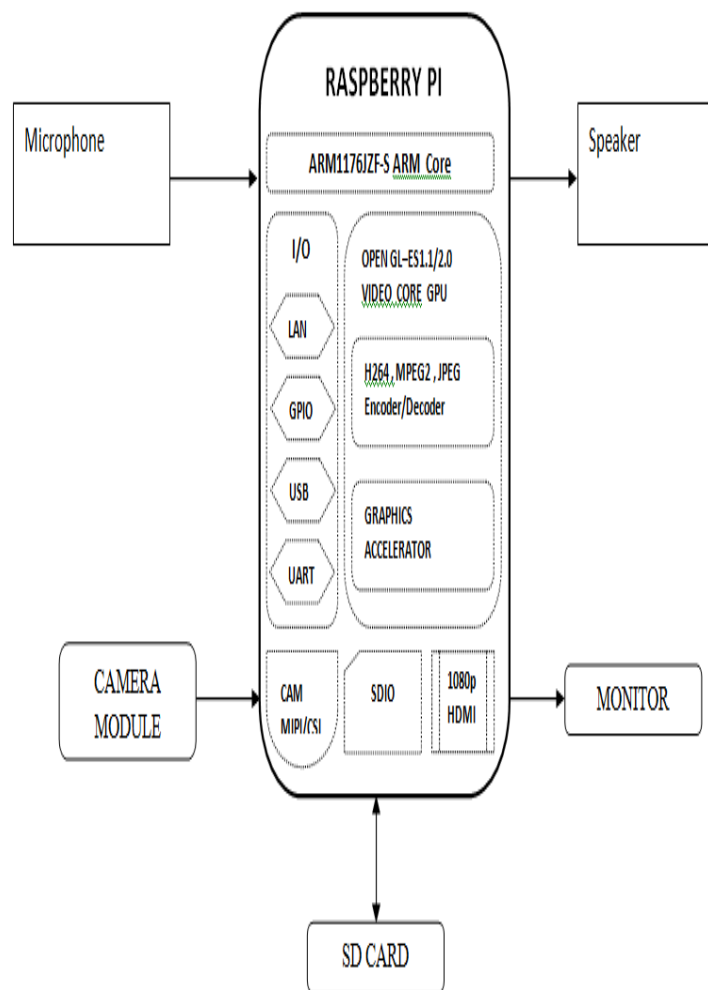 RASPBERRY PI
Microphone
Speaker
ARM1176JZF-S ARM Core
I/O
LAN
GPIO
USB
UART
OPEN GL–ES1.1/2.0
VIDEO CORE GPU
H264 , MPEG2 , JPEG
Encoder/Decoder
GRAPHICS
ACCELERATOR
CAMERA
MODULE
CAM
MIPI/CSI
SDIO
1080p
HDMI
MONITOR
SD CARD